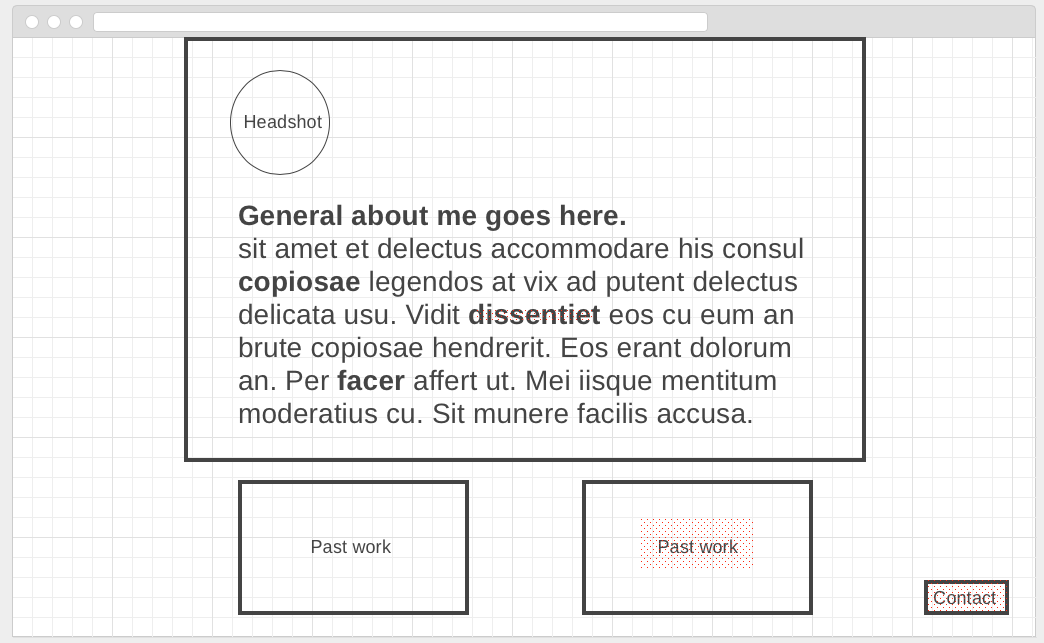 Headshot
General about me goes here.
sit amet et delectus accommodare his consul
copiosae legendos at vix ad putent delectus
delicata usu. Vidit dissentiet eos cu eum an
brute copiosae hendrerit. Eos erant dolorum
an. Per facer affert ut. Mei iisque mentitum
moderatius cu. Sit munere facilis accusa.
Past work
Past work
Contact